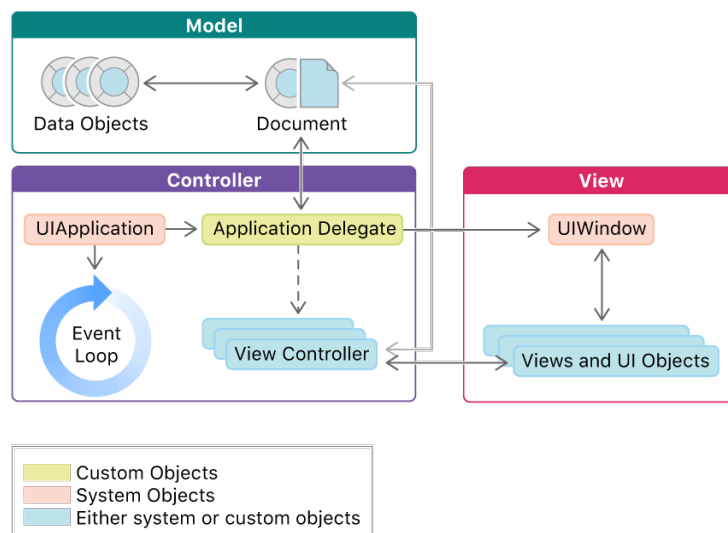 Model
Data Objects
Document
Controller
UIApplication
Application Delegate
Event
Loop
View Controller
View
UIWindow
Views and UI Objects
Custom Objects
System Objects
Either system or custom objects